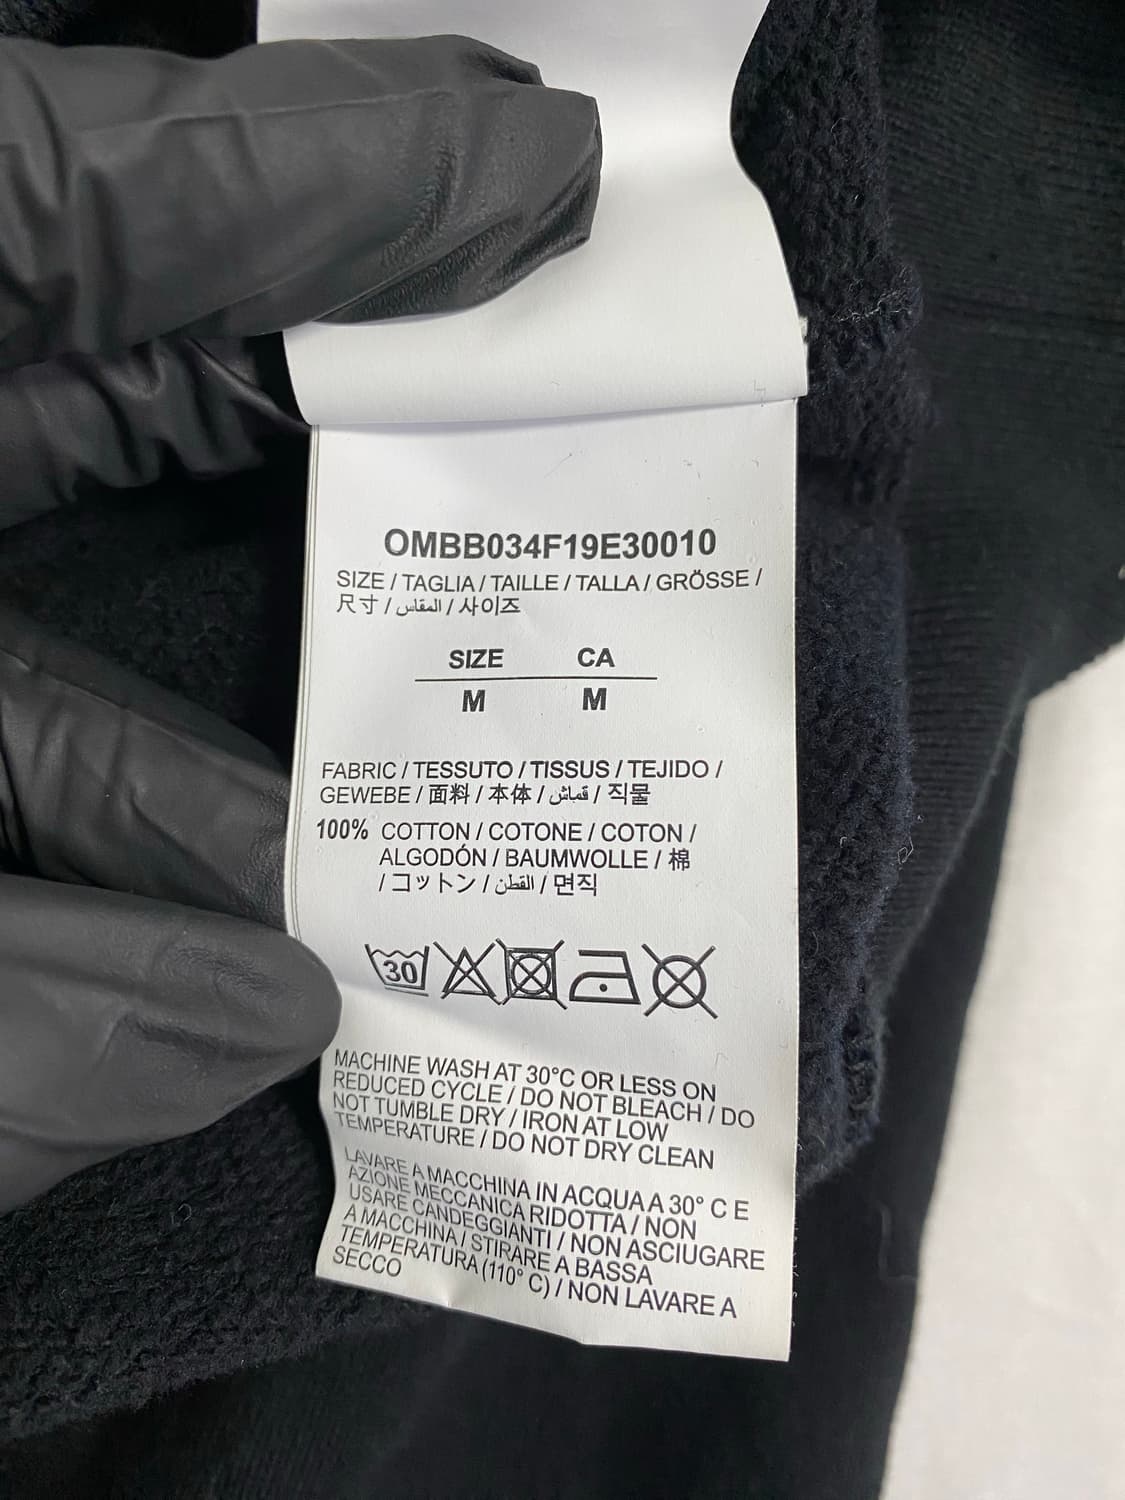 OMBB034F19E30010
SIZE / TAGLIA / TAILLE / TALLA / GRÖSSE /
尺寸 / المقاس / 사이즈
SIZE CA
M M
FABRIC / TESSUTO / TISSUS / TEJIDO /
GEWEBE / 面料 / 本体 / قماش / 직물
100% COTTON / COTONE / COTON /
ALGODÓN / BAUMWOLLE / 棉
/ コットン / القطن / 면직
30
MACHINE WASH AT 30°C OR LESS ON
REDUCED CYCLE / DO NOT BLEACH / DO
NOT TUMBLE DRY / IRON AT LOW
TEMPERATURE / DO NOT DRY CLEAN
LAVARE A MACCHINA IN ACQUA A 30° C E
AZIONE MECCANICA RIDOTTA / NON
USARE CANDEGGIANTI / NON ASCIUGARE
A MACCHINA / STIRARE A BASSA
TEMPERATURA (110° C) / NON LAVARE A
SECCO